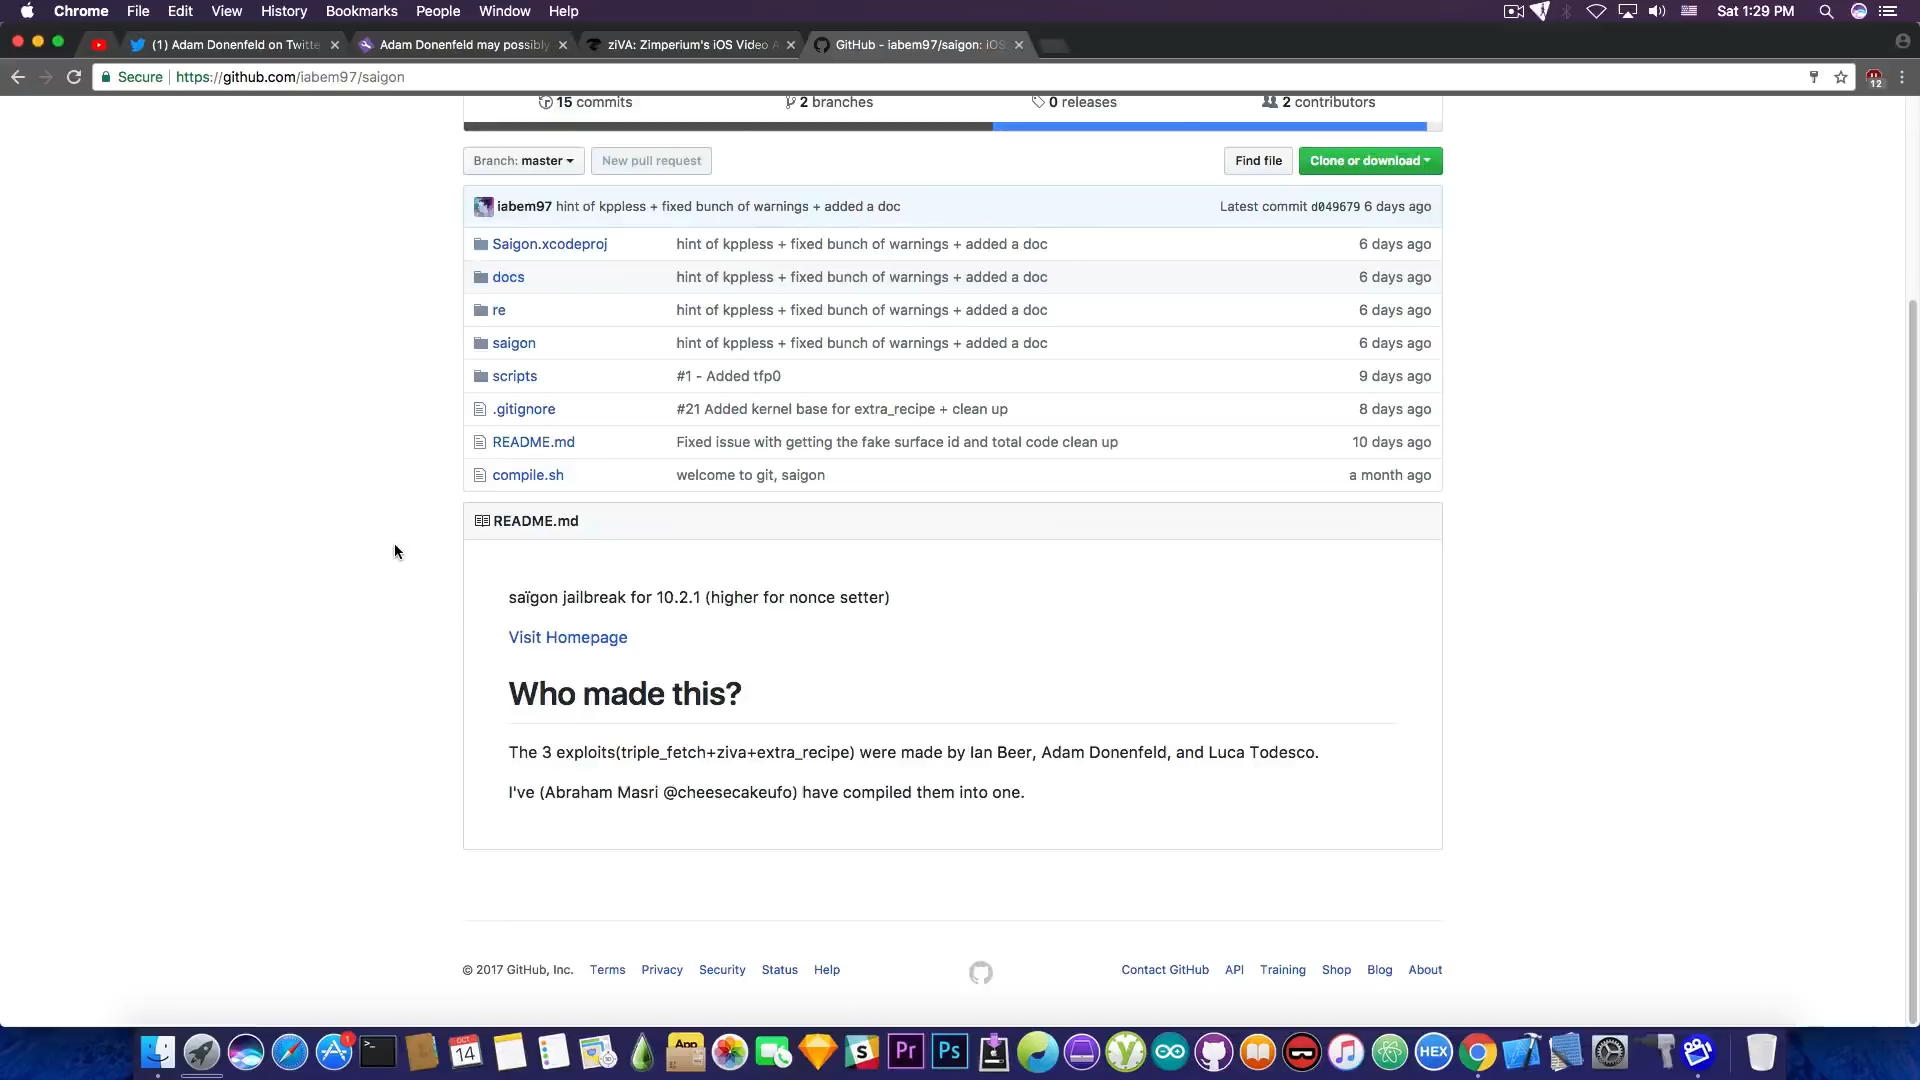 Chrome File Edit View History Bookmarks People Window Help Sat 1:29 PM
(1) Adam Donenfeld on Twitte Adam Donenfeld may possibly ziVA: Zimperium's iOS Video A GitHub - iabem97/saigon: iOS
Secure https://github.com/iabem97/saigon 12
15 commits 2 branches 0 releases 2 contributors
Branch: master New pull request Find file Clone or download
iabem97 hint of kppless + fixed bunch of warnings + added a doc Latest commit d049679 6 days ago
Saigon.xcodeproj hint of kppless + fixed bunch of warnings + added a doc 6 days ago
docs hint of kppless + fixed bunch of warnings + added a doc 6 days ago
re hint of kppless + fixed bunch of warnings + added a doc 6 days ago
saigon hint of kppless + fixed bunch of warnings + added a doc 6 days ago
scripts #1 - Added tfp0 9 days ago
.gitignore #21 Added kernel base for extra_recipe + clean up 8 days ago
README.md Fixed issue with getting the fake surface id and total code clean up 10 days ago
compile.sh welcome to git, saigon a month ago
README.md
saïgon jailbreak for 10.2.1 (higher for nonce setter)
Visit Homepage
Who made this?
The 3 exploits(triple_fetch+ziva+extra_recipe) were made by Ian Beer, Adam Donenfeld, and Luca Todesco.
I've (Abraham Masri @cheesecakeufo) have compiled them into one.
© 2017 GitHub, Inc. Terms Privacy Security Status Help Contact GitHub API Training Shop Blog About
1 OCT 14 App S Pr Ps HEX